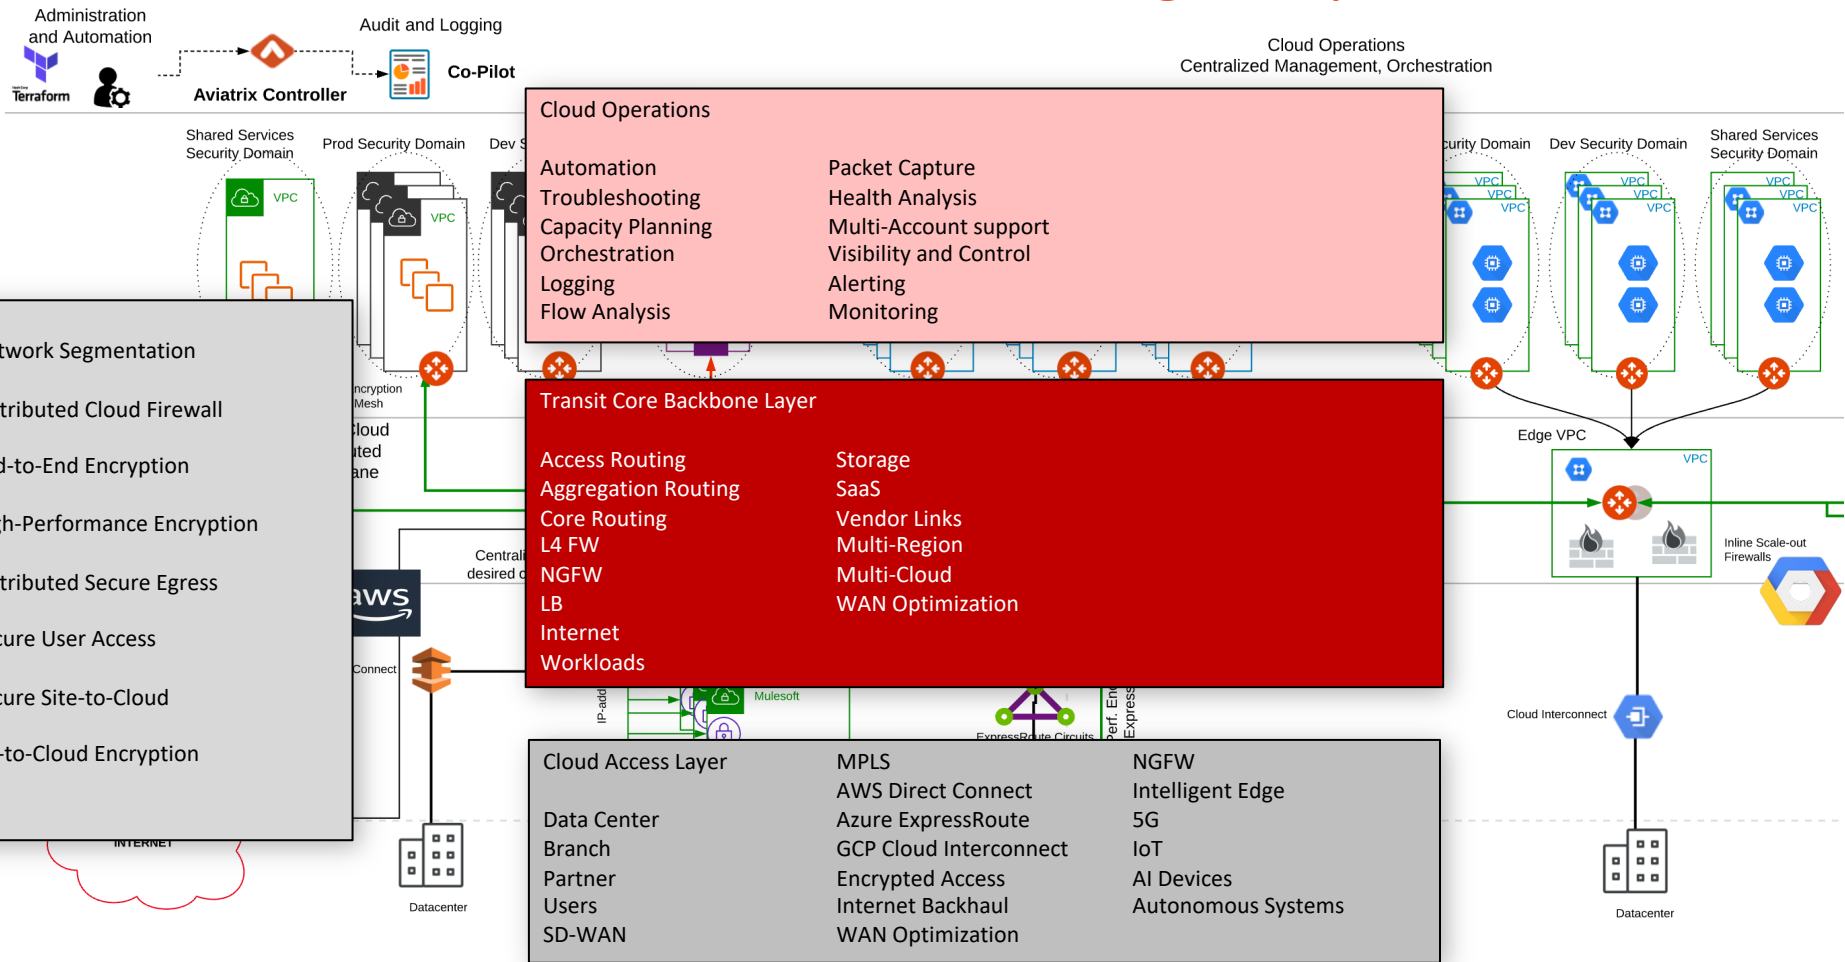 Administration
and Automation
Audit and Logging
Cloud Operations
Centralized Management, Orchestration
Terraform
Aviatrix Controller
Co-Pilot
Shared Services
Security Domain
Prod Security Domain
Dev
VPC
VPC
Cloud Operations
Automation
Troubleshooting
Capacity Planning
Orchestration
Logging
Flow Analysis
Packet Capture
Health Analysis
Multi-Account support
Visibility and Control
Alerting
Monitoring
curity Domain
Dev Security Domain
Shared Services
Security Domain
VPC
VPC
VPC
VPC
VPC
VPC
VPC
VPC
VPC
twork Segmentation
tributed Cloud Firewall
d-to-End Encryption
gh-Performance Encryption
tributed Secure Egress
cure User Access
cure Site-to-Cloud
-to-Cloud Encryption
ncryption
Mesh
loud
uted
ane
Centrali
desired c
aws
Connect
Transit Core Backbone Layer
Access Routing
Aggregation Routing
Core Routing
L4 FW
NGFW
LB
Internet
Workloads
Storage
SaaS
Vendor Links
Multi-Region
Multi-Cloud
WAN Optimization
Edge VPC
VPC
Inline Scale-out
Firewalls
IP-add
Mulesoft
ExpressRoute Circuits
Perf. Enc
Express
Cloud Interconnect
Cloud Access Layer
Data Center
Branch
Partner
Users
SD-WAN
MPLS
AWS Direct Connect
Azure ExpressRoute
GCP Cloud Interconnect
Encrypted Access
Internet Backhaul
WAN Optimization
NGFW
Intelligent Edge
5G
IoT
AI Devices
Autonomous Systems
INTERNET
Datacenter
Datacenter